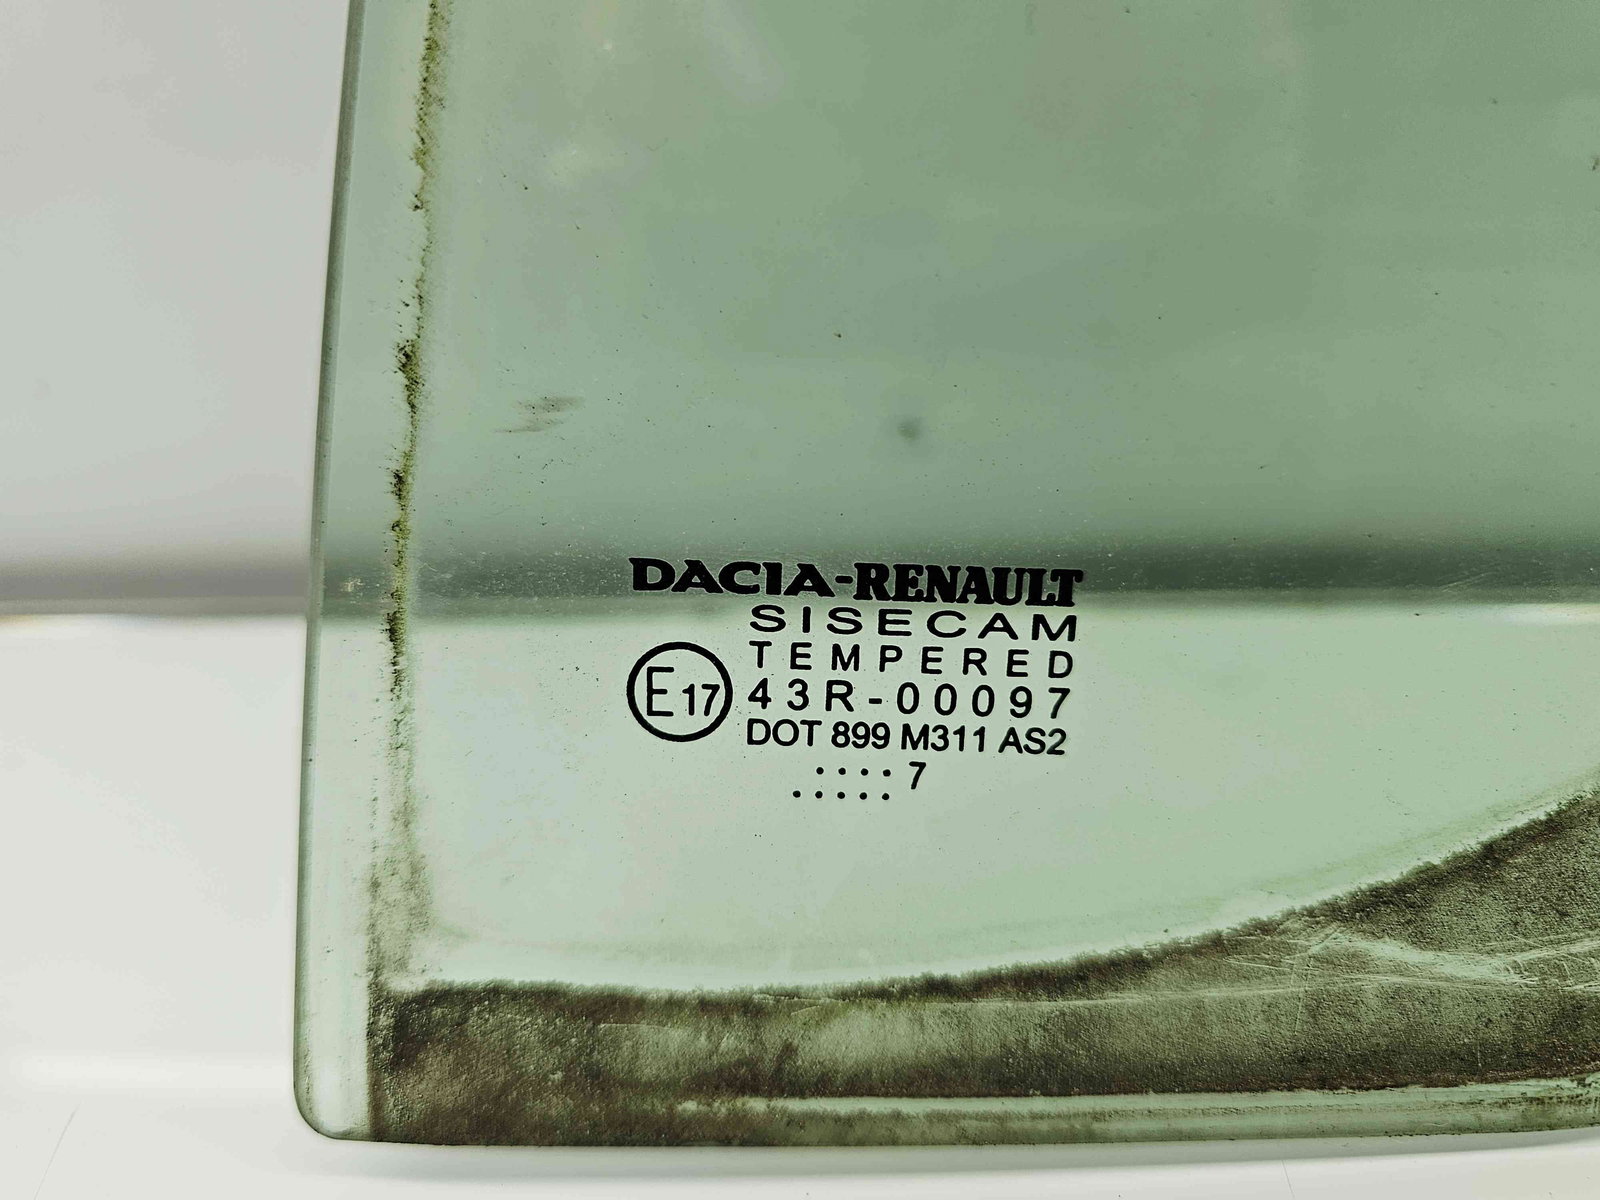 DACIA-RENAULT
SISECAM
TEMPERED
E17 43R-00097
DOT 899 M311 AS2
.... 7
.....